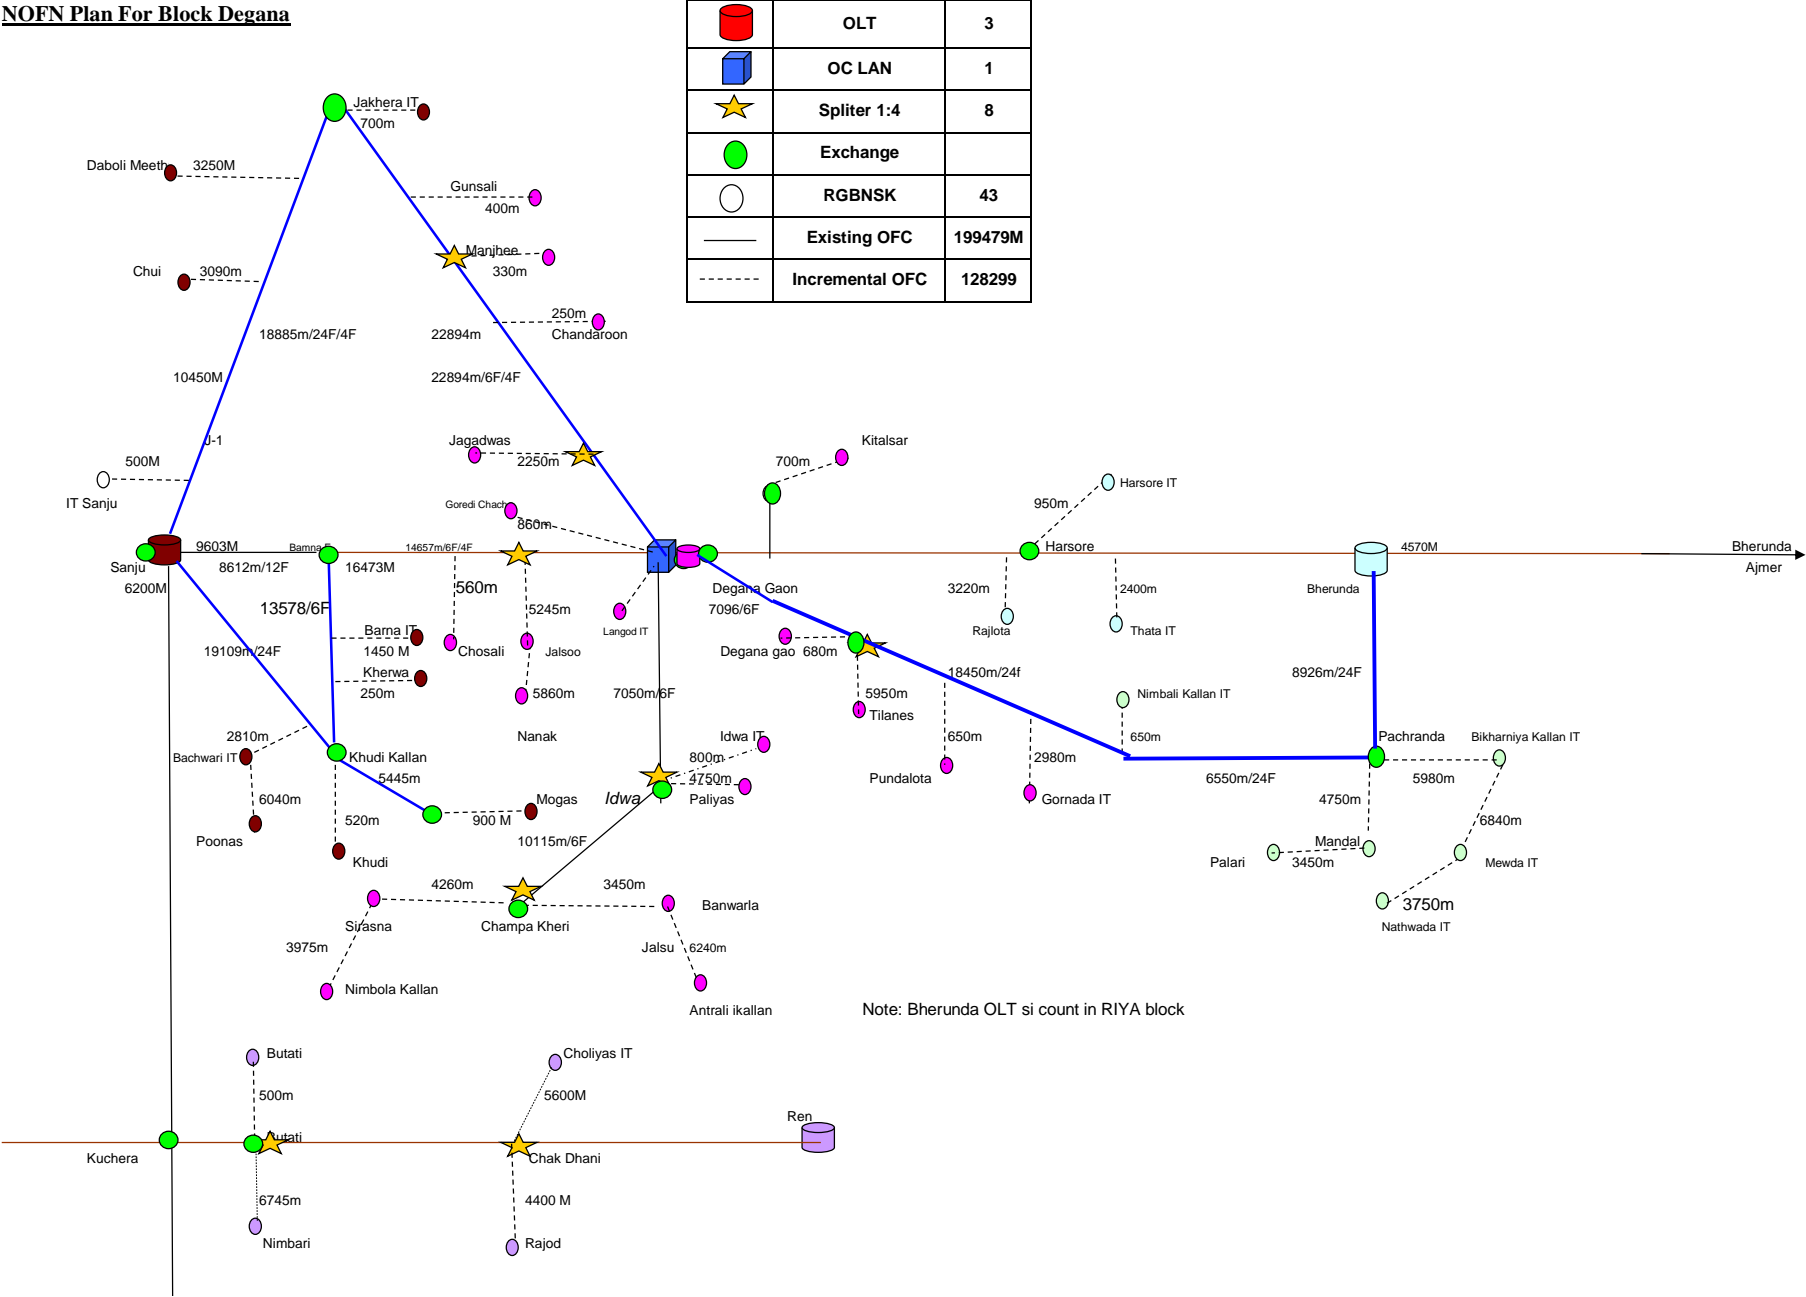 NOFN Plan For Block Degana
OLT 3
OC LAN 1
Spliter 1:4 8
Exchange
RGBNSK 43
Existing OFC 199479M
Incremental OFC 128299
Jakhera IT
700m
Daboli Meeth
3250M
Gunsali
400m
Manjhee
330m
Chui
3090m
250m
Chandaroon
18885m/24F/4F
22894m
10450M
22894m/6F/4F
J-1
Jagadwas
2250m
Kitalsar
700m
500M
IT Sanju
Goredi Chach
860m
950m
Harsore IT
Sanju
9603M
8612m/12F
6200M
Bamna E
16473M
14657m/6F/4F
Harsore
4570M
Bherunda
Ajmer
560m
5245m
Degana Gaon
7096/6F
3220m
2400m
Bherunda
13578/6F
Barna IT
1450 M
Chosali
Jalsoo
Langod IT
Degana gao
680m
Rajlota
Thata IT
19109m/24F
Kherwa
250m
5860m
7050m/6F
5950m
Tilanes
18450m/24f
8926m/24F
Nimbali Kallan IT
2810m
Bachwari IT
Khudi Kallan
5445m
Nanak
Idwa IT
800m
4750m
Paliyas
Idwa
650m
Pundalota
2980m
Gornada IT
650m
Pachranda
Bikharniya Kallan IT
6550m/24F
5980m
6040m
Poonas
520m
Khudi
Mogas
900 M
10115m/6F
4750m
Mandal
Palari
3450m
6840m
Mewda IT
3750m
Nathwada IT
4260m
3450m
Banwarla
Sirasna
Champa Kheri
3975m
Jalsu
6240m
Nimbola Kallan
Antrali ikallan
Note: Bherunda OLT si count in RIYA block
Butati
Choliyas IT
500m
5600M
Ren
Kuchera
Butati
Chak Dhani
6745m
4400 M
Nimbari
Rajod